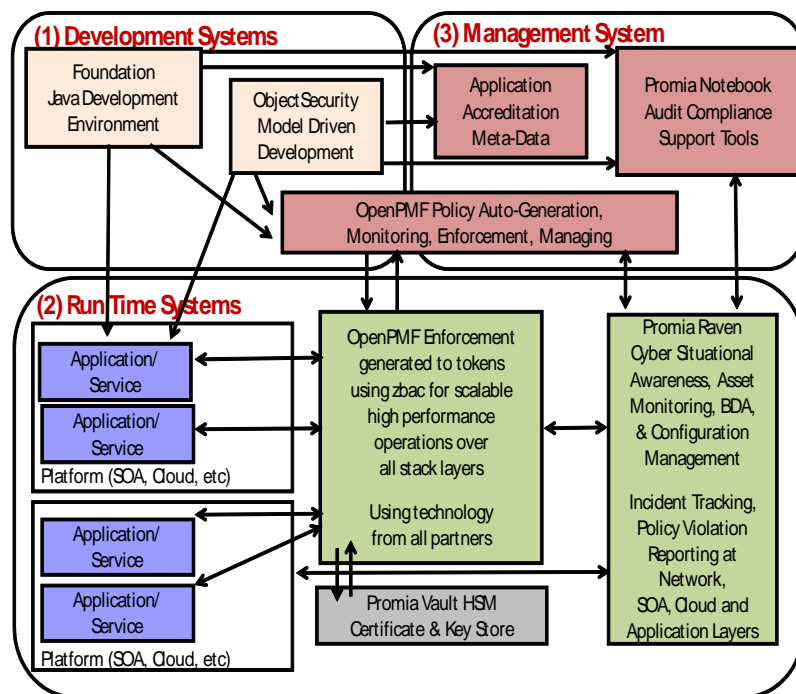 (1) Development Systems
(3) Management System
Foundation
Java Development
Environment
ObjectSecurity
Model Driven
Development
Application
Accreditation
Meta-Data
Promia Notebook
Audit Compliance
Support Tools
OpenPMF Policy Auto-Generation,
Monitoring, Enforcement, Managing
(2) Run Time Systems
Application/
Service
Application/
Service
Platform (SOA, Cloud, etc)
Application/
Service
Application/
Service
Platform (SOA, Cloud, etc)
OpenPMF Enforcement
generated to tokens
using zbac for scalable
high performance
operations over
all stack layers
Using technology
from all partners
Promia Vault HSM
Certificate & Key Store
Promia Raven
Cyber Situational
Awareness, Asset
Monitoring, BDA,
& Configuration
Management
Incident Tracking,
Policy Violation
Reporting at
Network,
SOA, Cloud and
Application Layers